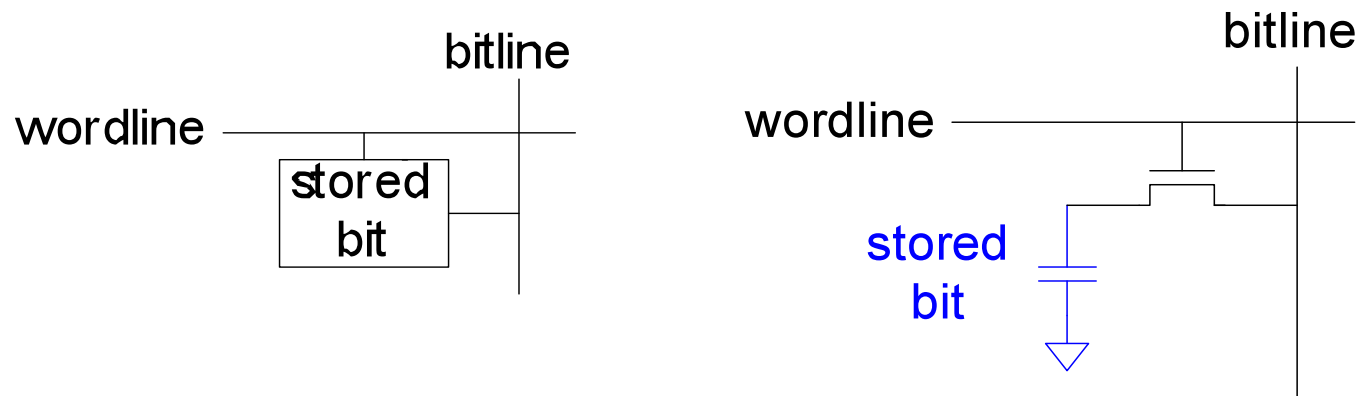 bitline
wordline
stored
bit
bitline
wordline
stored
bit